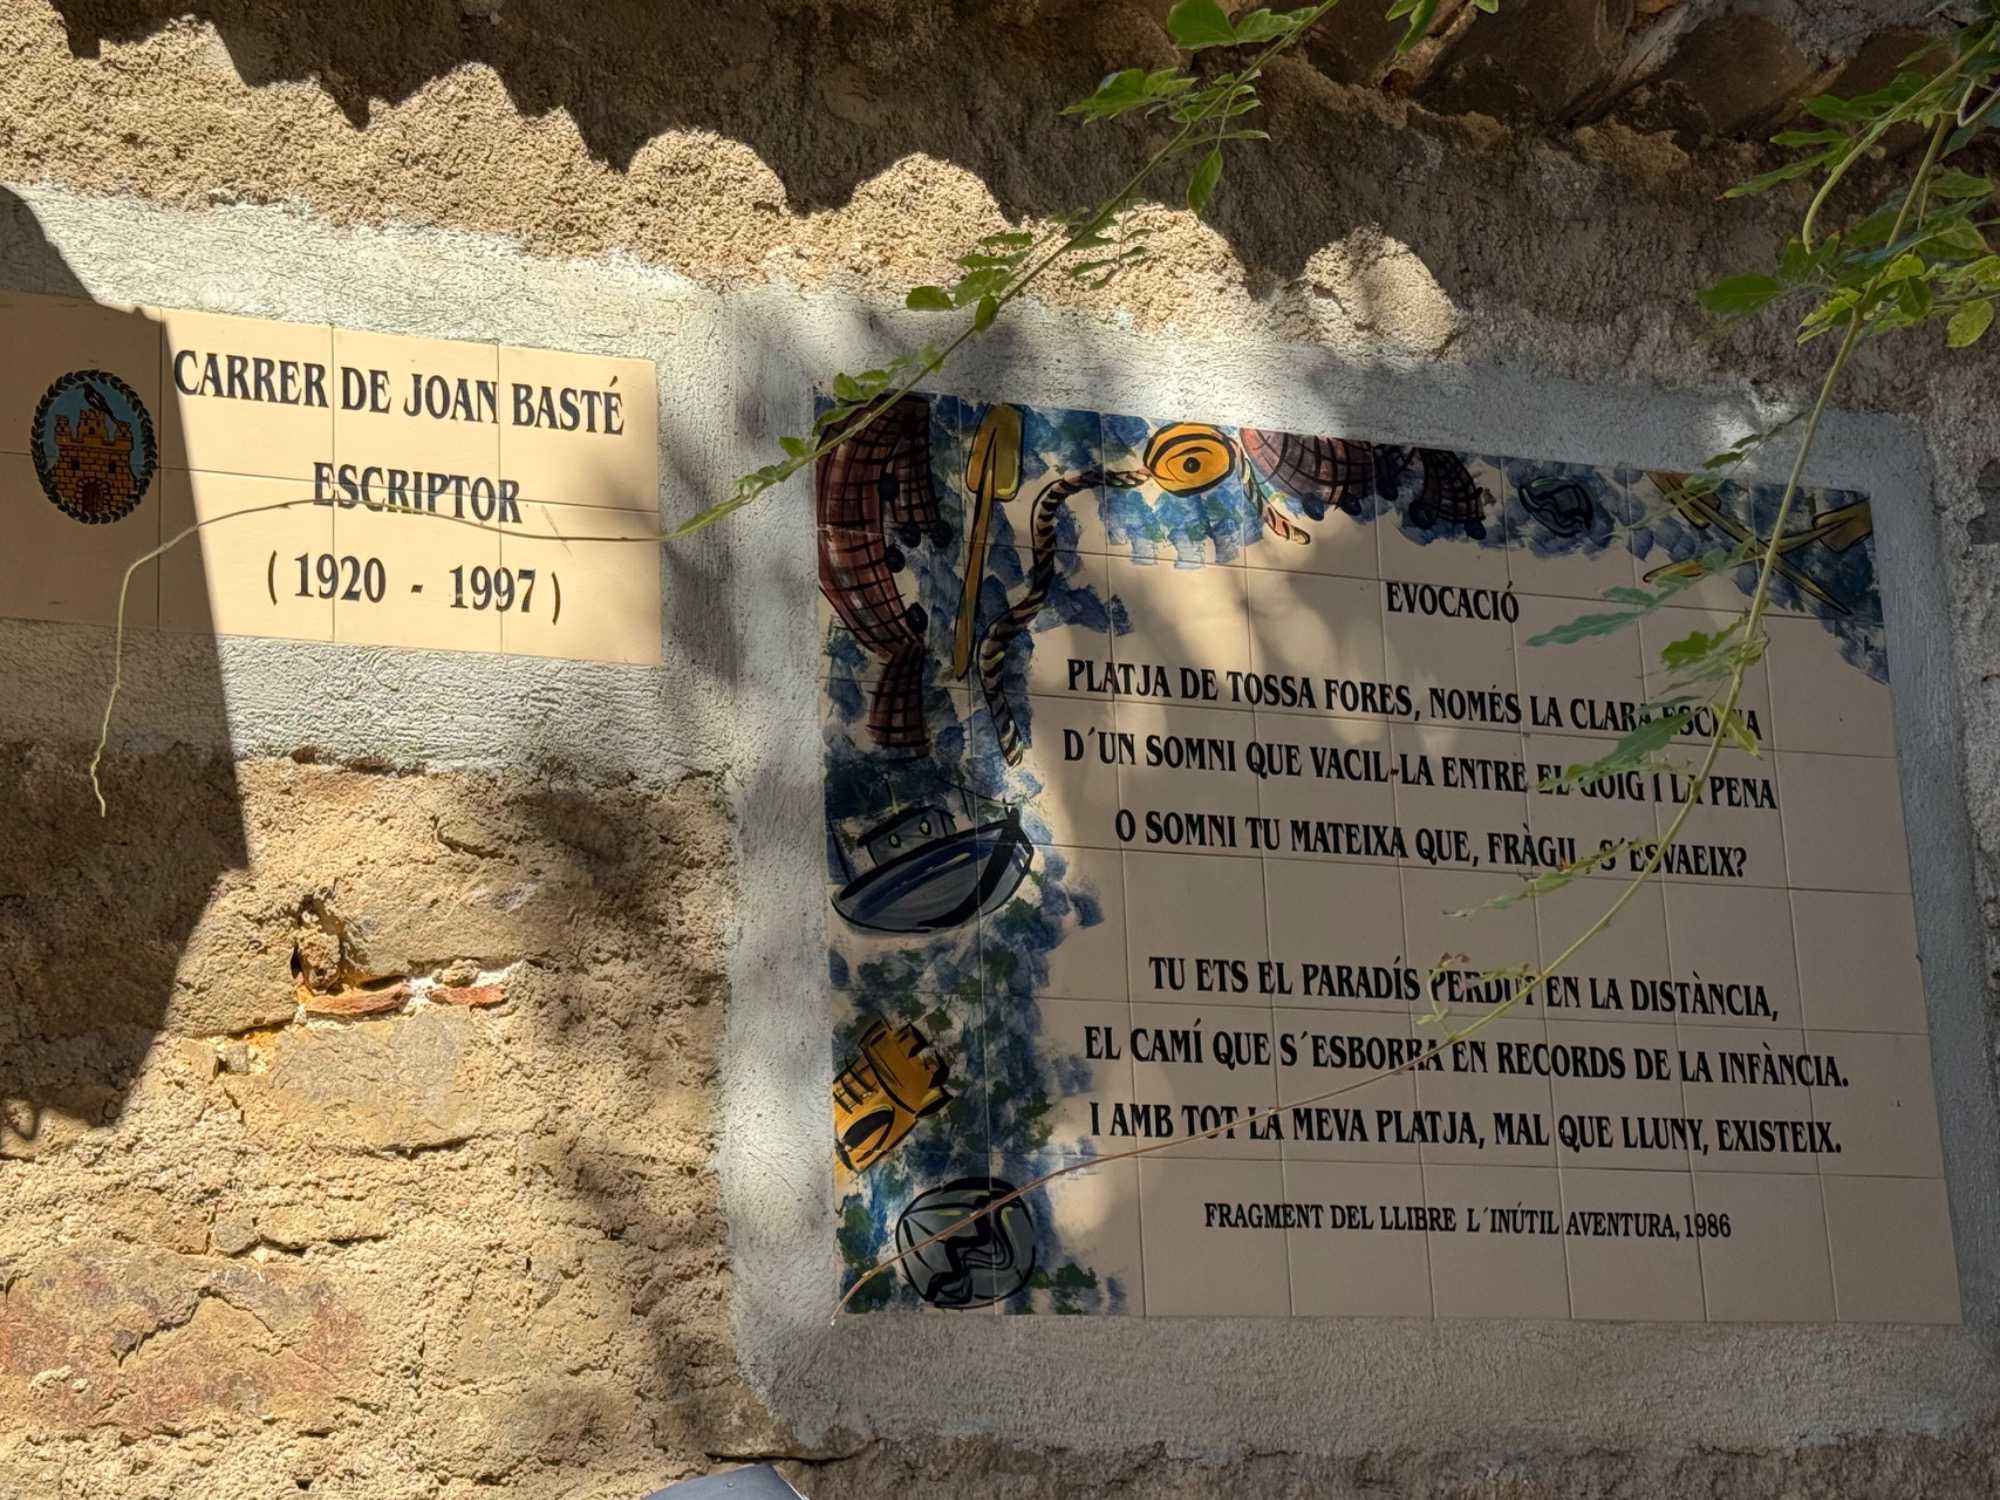 CARRER DE JOAN BASTÉ
ESCRIPTOR
( 1920 - 1997 )
EVOCACIÓ
PLATJA DE TOSSA FORES, NOMÉS LA CLARA ESCENA
D´UN SOMNI QUE VACIL-LA ENTRE EL GOIG I LA PENA
O SOMNI TU MATEIXA QUE, FRÀGIL, S´ESVAEIX?
TU ETS EL PARADÍS PERDUT EN LA DISTÀNCIA,
EL CAMÍ QUE S´ESBORRA EN RECORDS DE LA INFÀNCIA.
I AMB TOT LA MEVA PLATJA, MAL QUE LLUNY, EXISTEIX.
FRAGMENT DEL LLIBRE L´INÚTIL AVENTURA, 1986